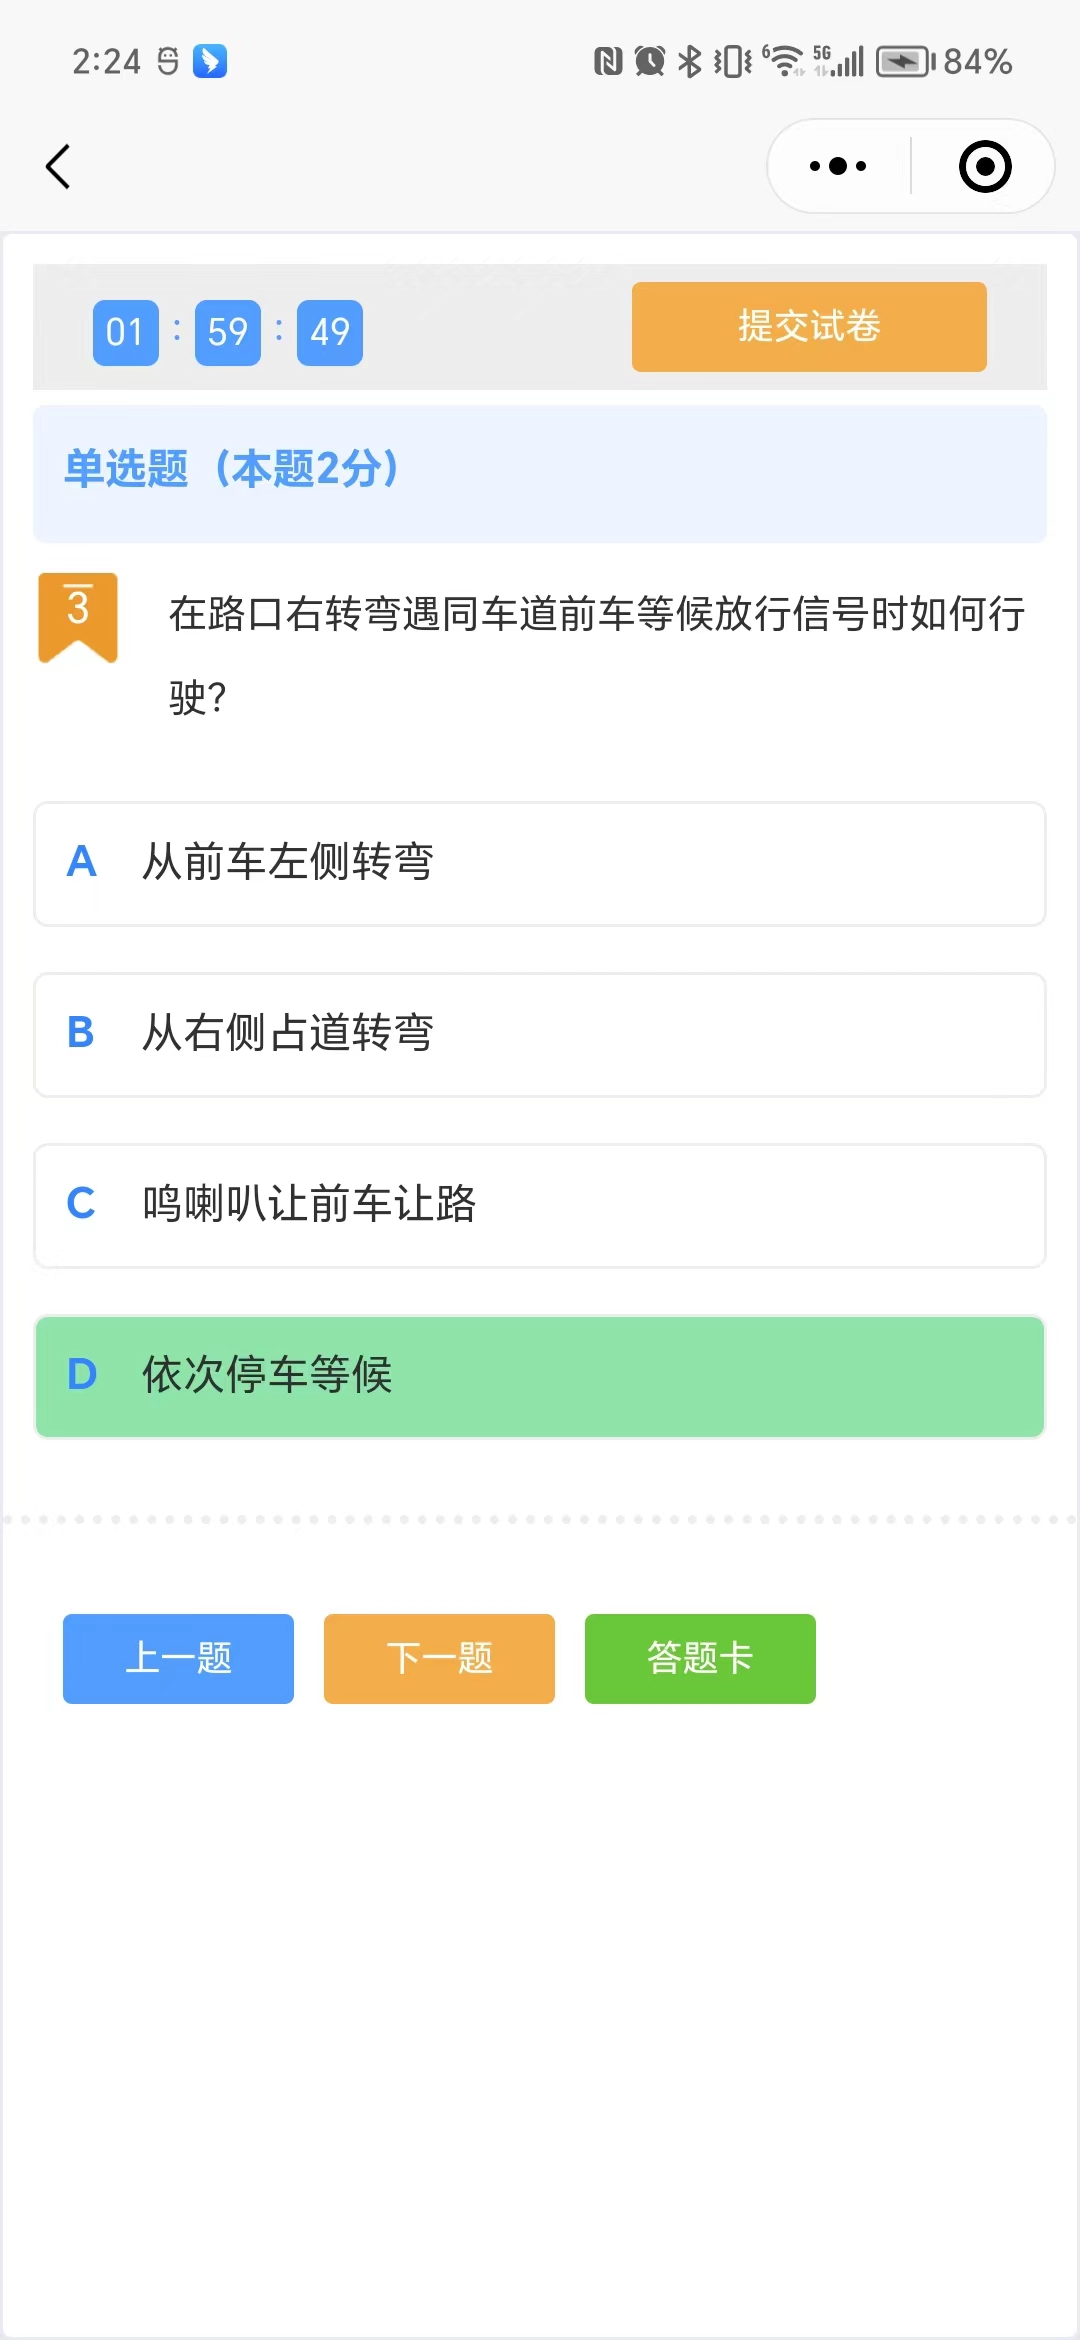 2:24 6 5G 84%
01 : 59 : 49 提交试卷
单选题（本题2分）
3 在路口右转弯遇同车道前车等候放行信号时如何行
驶?
A 从前车左侧转弯
B 从右侧占道转弯
C 鸣喇叭让前车让路
D 依次停车等候
上一题 下一题 答题卡